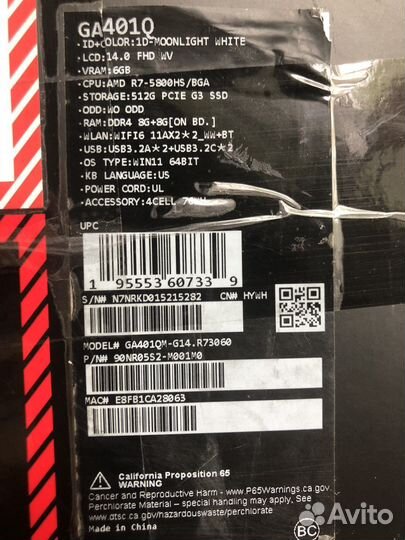 GA401Q
·ID·COLOR:1D-MOONLIGHT WHITE
·LCD:14.0 FHD WV
·VRAM:6GB
·CPU:AMD R7-5800HS/BGA
·STORAGE:512G PCIE G3 SSD
·ODD:WO ODD
·RAM:DDR4 8G+8G[ON BD.]
·WLAN:WIFI6 11AX2*2_WW+BT
·USB:USB3.2A*2+USB3.2C*2
·OS TYPE:WIN11 64BIT
·KB LANGUAGE:US
·POWER CORD:UL
·ACCESSORY:4CELL 76WH
UPC
1 95553 60733 9
S/N# N7NRKD015215282 CN# HYWH
MODEL# GA401QM-G14.R73060
P/N# 90NR05S2-M001M0
MAC# E8FB1CA28063
California Proposition 65
WARNING
Cancer and Reproductive Harm - www.P65Warnings.ca.gov
Perchlorate Material - special handling may apply. See
www.dtsc.ca.gov/hazardouswaste/perchlorate
Made in China
BC
Avito